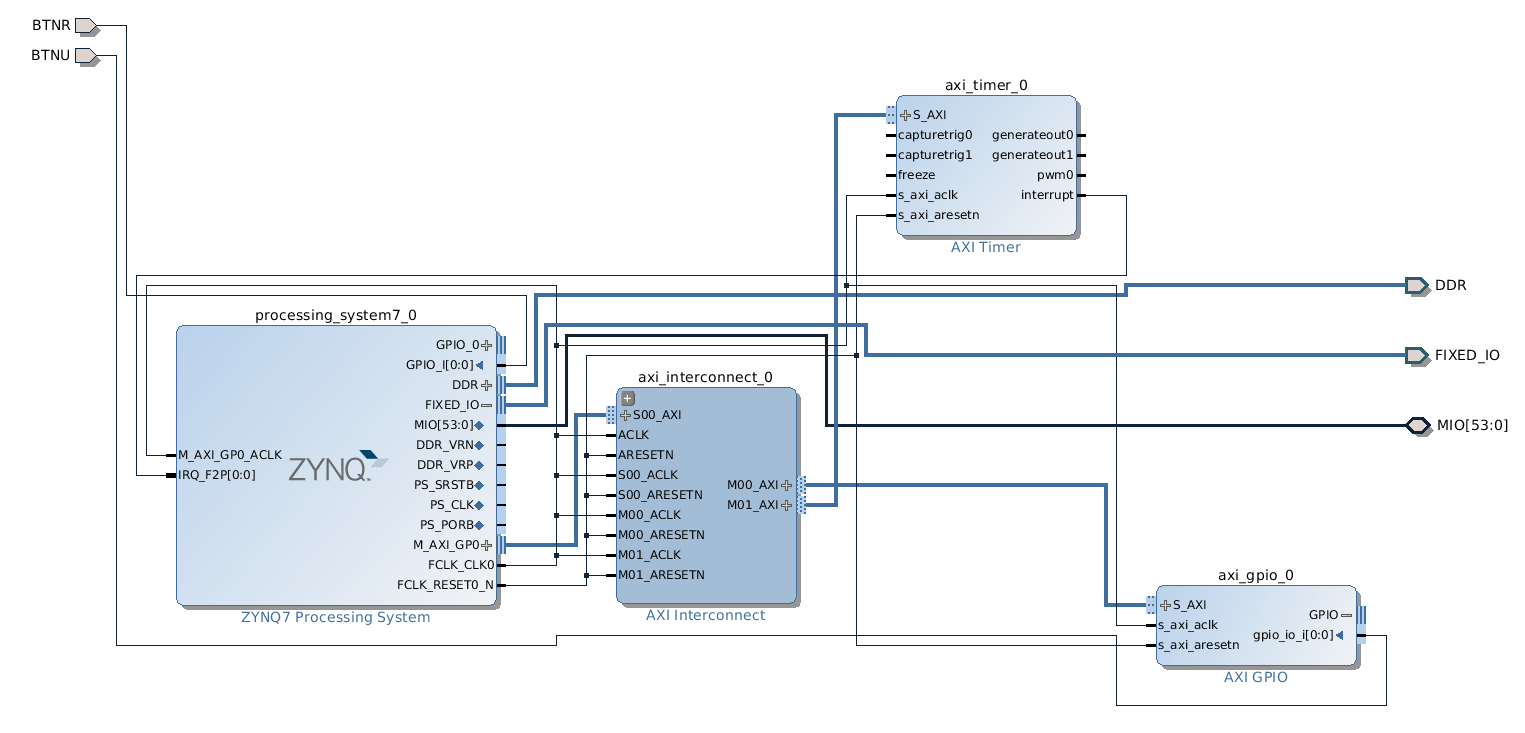 BTNR
BTNU
axi_timer_0
S_AXI
capturetrig0
capturetrig1
freeze
s_axi_aclk
s_axi_aresetn
generateout0
generateout1
pwm0
interrupt
AXI Timer
DDR
FIXED_IO
MIO[53:0]
processing_system7_0
M_AXI_GP0_ACLK
IRQ_F2P[0:0]
ZYNQ
GPIO_0
GPIO_I[0:0]
DDR
FIXED_IO
MIO[53:0]
DDR_VRN
DDR_VRP
PS_SRSTB
PS_CLK
PS_PORB
M_AXI_GP0
FCLK_CLK0
FCLK_RESET0_N
ZYNQ7 Processing System
axi_interconnect_0
S00_AXI
ACLK
ARESETN
S00_ACLK
S00_ARESETN
M00_ACLK
M00_ARESETN
M01_ACLK
M01_ARESETN
M00_AXI
M01_AXI
AXI Interconnect
axi_gpio_0
S_AXI
s_axi_aclk
s_axi_aresetn
GPIO
gpio_io_i[0:0]
AXI GPIO